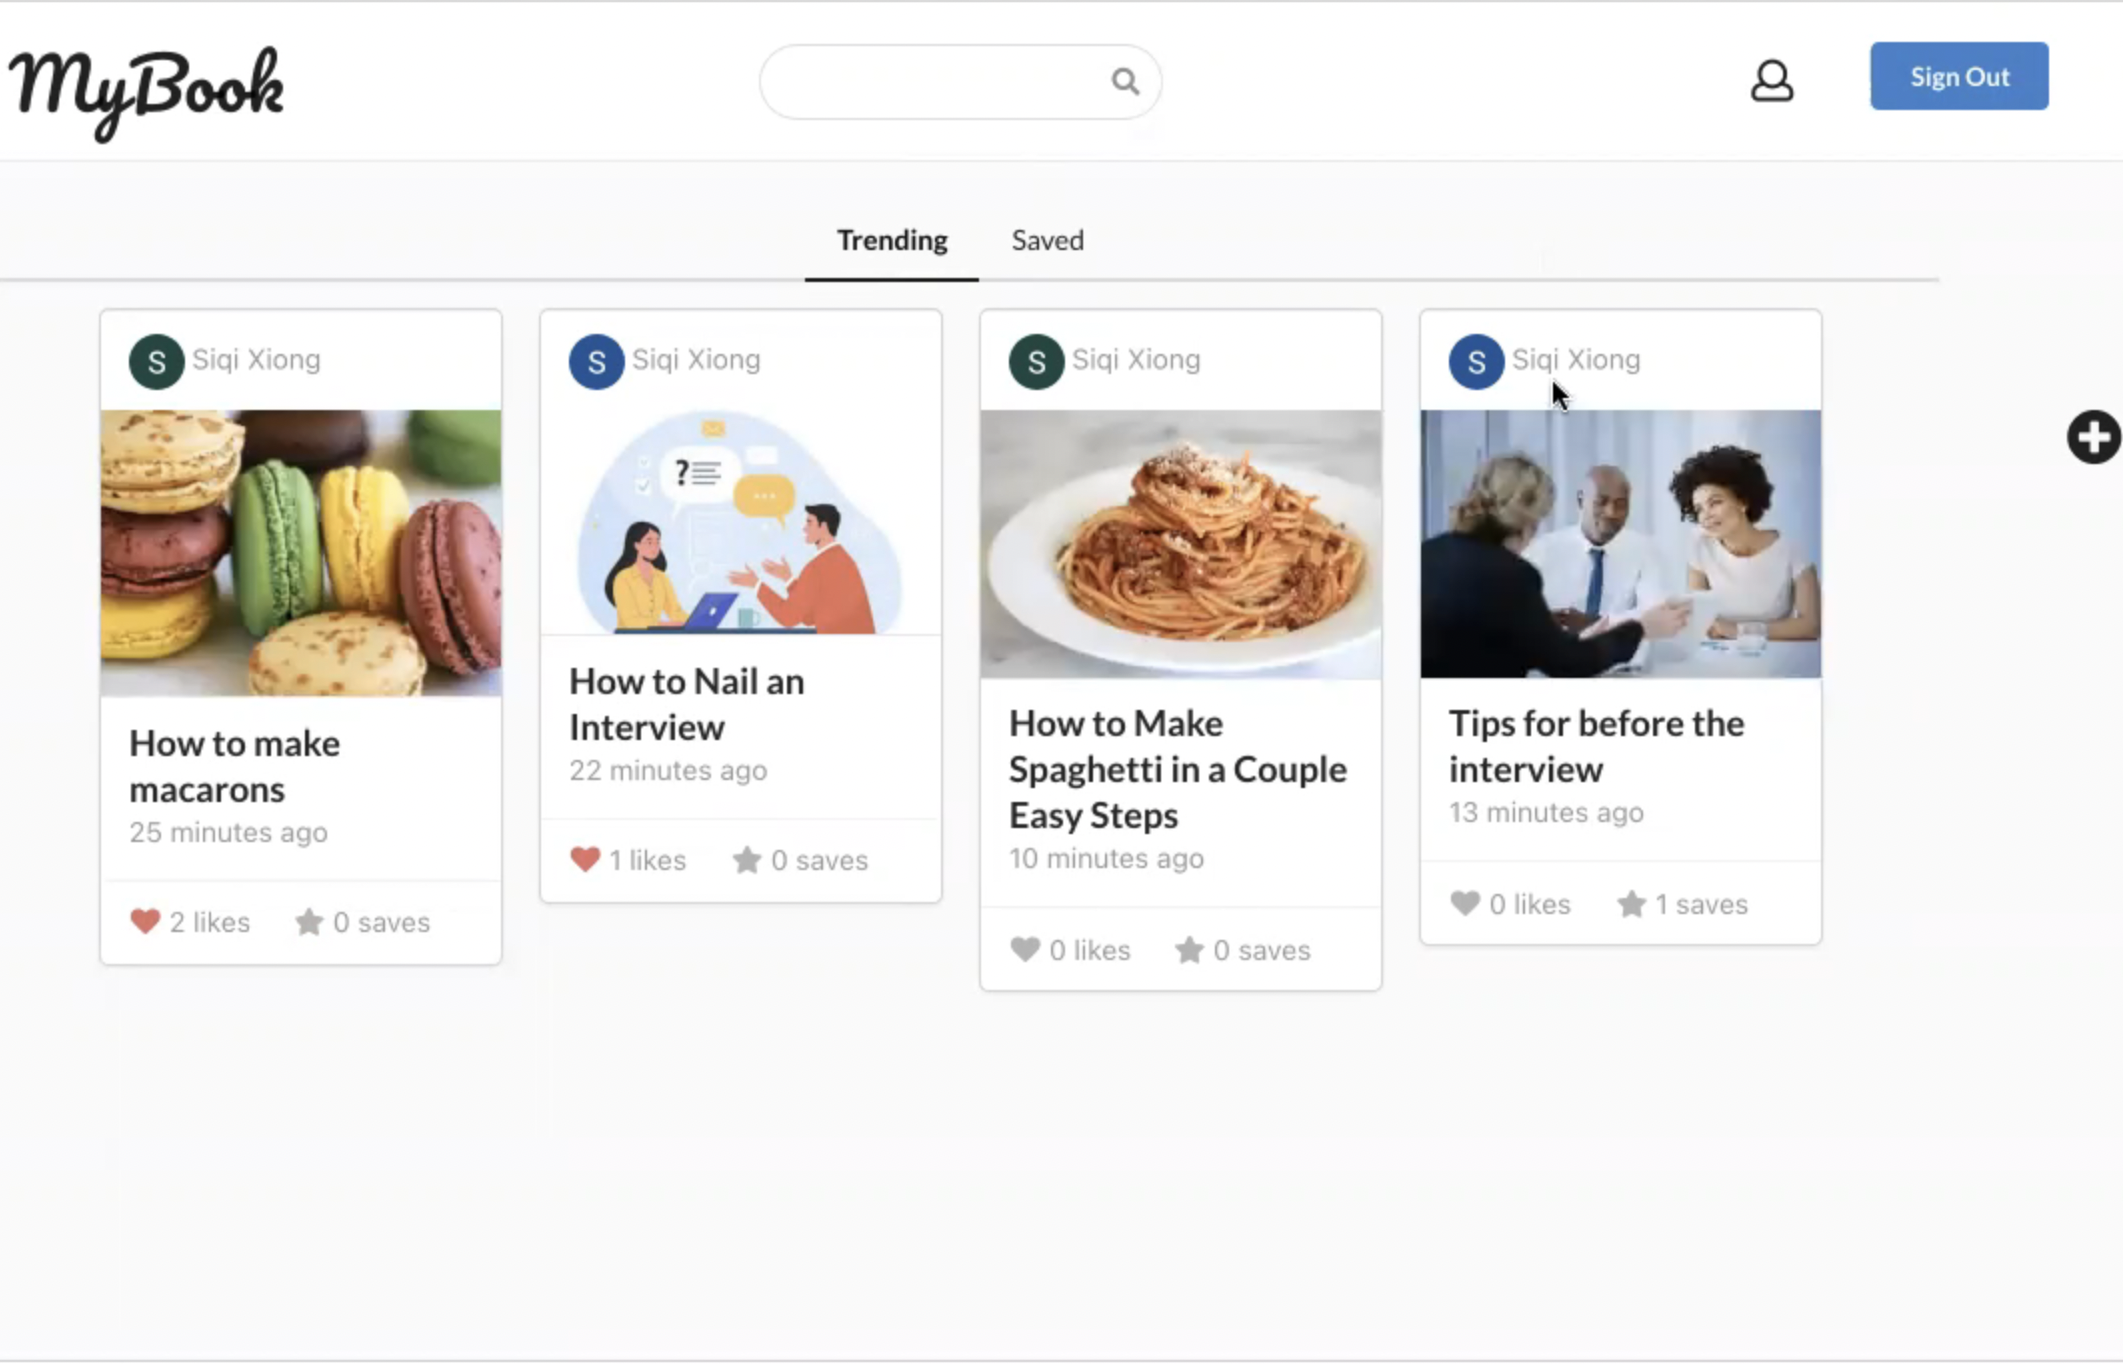 MyBook
Sign Out
Trending
Saved
S Siqi Xiong
How to make
macarons
25 minutes ago
2 likes
0 saves
S Siqi Xiong
?
How to Nail an
Interview
22 minutes ago
1 likes
0 saves
S Siqi Xiong
How to Make
Spaghetti in a Couple
Easy Steps
10 minutes ago
0 likes
0 saves
S Siqi Xiong
Tips for before the
interview
13 minutes ago
0 likes
1 saves